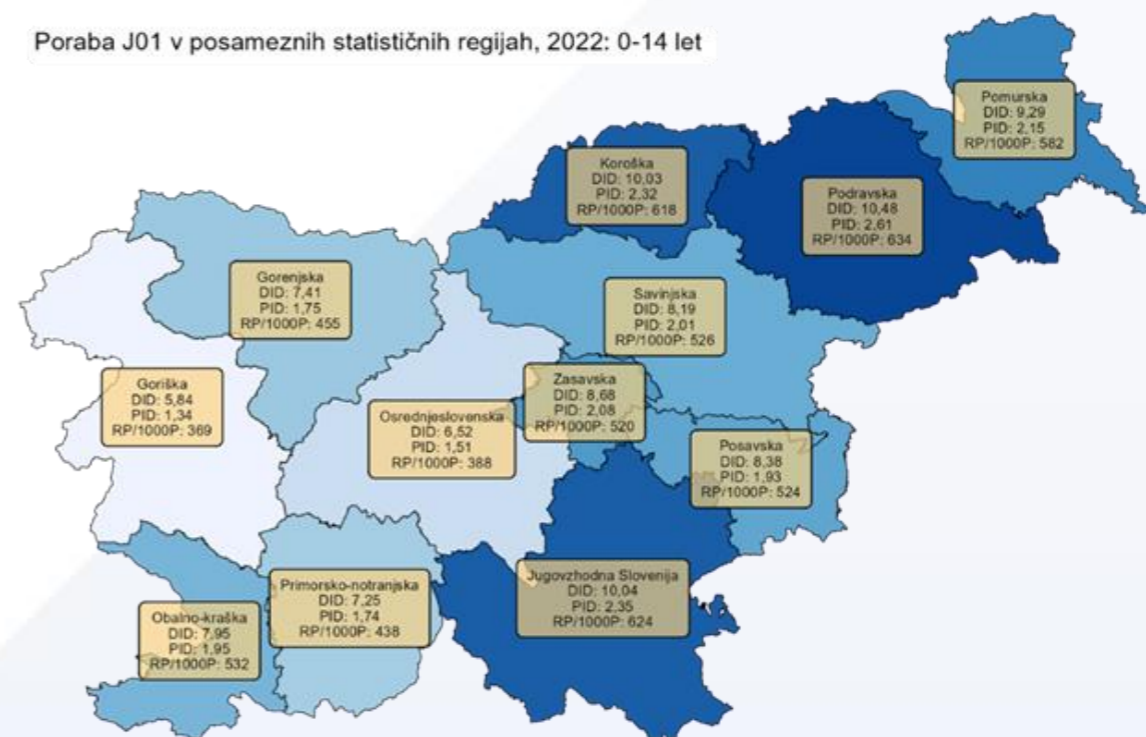 Poraba J01 v posameznih statističnih regijah, 2022: 0-14 let
Pomurska
DID: 9,29
PID: 2,15
RP/1000P: 582
Koroška
DID: 10,03
PID: 2,32
RP/1000P: 618
Podravska
DID: 10,48
PID: 2,61
RP/1000P: 634
Gorenjska
DID: 7,41
PID: 1,75
RP/1000P: 455
Savinjska
DID: 8,19
PID: 2,01
RP/1000P: 526
Goriška
DID: 5,84
PID: 1,34
RP/1000P: 369
Osrednjeslovenska
DID: 6,52
PID: 1,51
RP/1000P: 388
Zasavska
DID: 8,68
PID: 2,08
RP/1000P: 520
Posavska
DID: 8,38
PID: 1,93
RP/1000P: 524
Obalno-kraška
DID: 7,95
PID: 1,95
RP/1000P: 532
Primorsko-notranjska
DID: 7,25
PID: 1,74
RP/1000P: 438
Jugovzhodna Slovenija
DID: 10,04
PID: 2,35
RP/1000P: 624